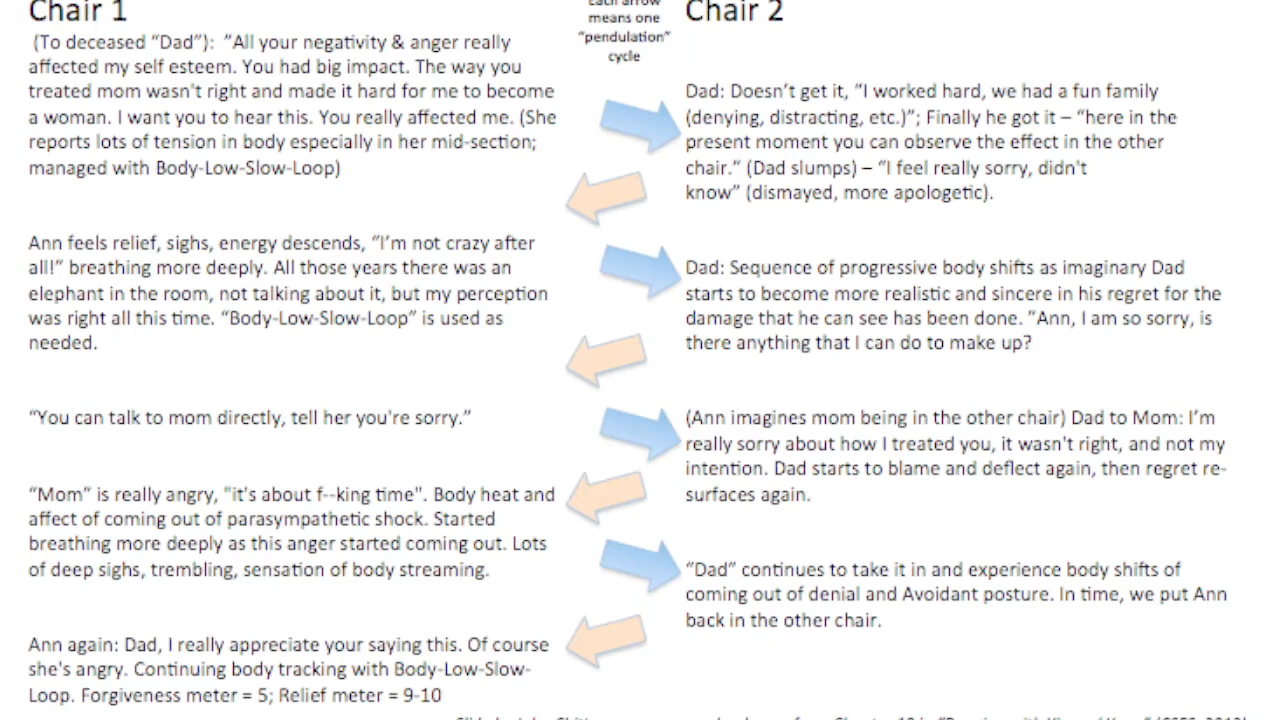 Chair 1
(To deceased “Dad”): “All your negativity & anger really
affected my self esteem. You had big impact. The way you
treated mom wasn't right and made it hard for me to become
a woman. I want you to hear this. You really affected me. (She
reports lots of tension in body especially in her mid-section;
managed with Body-Low-Slow-Loop)
Ann feels relief, sighs, energy descends, “I’m not crazy after
all!” breathing more deeply. All those years there was an
elephant in the room, not talking about it, but my perception
was right all this time. “Body-Low-Slow-Loop” is used as
needed.
“You can talk to mom directly, tell her you're sorry.”
“Mom” is really angry, "it's about f--king time". Body heat and
affect of coming out of parasympathetic shock. Started
breathing more deeply as this anger started coming out. Lots
of deep sighs, trembling, sensation of body streaming.
Ann again: Dad, I really appreciate your saying this. Of course
she's angry. Continuing body tracking with Body-Low-Slow-
Loop. Forgiveness meter = 5; Relief meter = 9-10
Each arrow
means one
“pendulation”
cycle
Chair 2
Dad: Doesn’t get it, “I worked hard, we had a fun family
(denying, distracting, etc.)”; Finally he got it – “here in the
present moment you can observe the effect in the other
chair.” (Dad slumps) – “I feel really sorry, didn't
know” (dismayed, more apologetic).
Dad: Sequence of progressive body shifts as imaginary Dad
starts to become more realistic and sincere in his regret for the
damage that he can see has been done. “Ann, I am so sorry, is
there anything that I can do to make up?
(Ann imagines mom being in the other chair) Dad to Mom: I’m
really sorry about how I treated you, it wasn't right, and not my
intention. Dad starts to blame and deflect again, then regret re-
surfaces again.
“Dad” continues to take it in and experience body shifts of
coming out of denial and Avoidant posture. In time, we put Ann
back in the other chair.